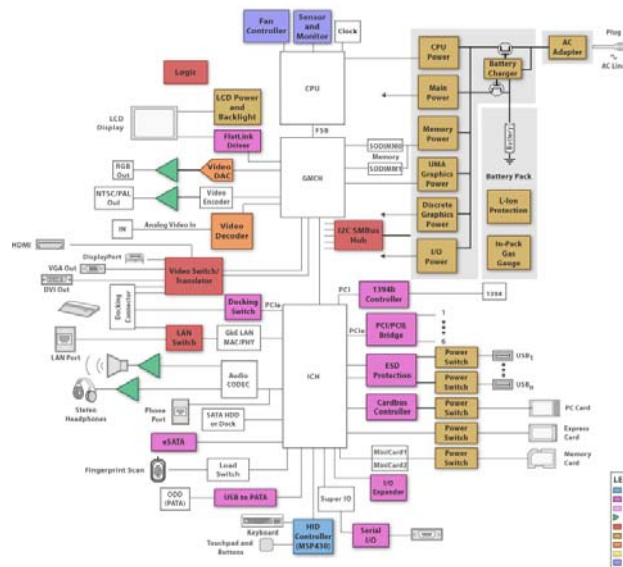 Fan
Controller
Sensor
and
Monitor
Clock
CPU
Logic
LCD Power
and
Backlight
LCD
Display
FlatLink
Driver
FSB
GMCH
SODIMM0
Memory
SODIMM1
RGB
Out
Video
DAC
NTSC/PAL
Out
Video
Encoder
IN
Analog Video In
Video
Decoder
HDMI
DisplayPort
VGA Out
DVI Out
Video Switch/
Translator
Docking
Connector
Docking
Switch
PCIe
LAN
Switch
GbE LAN
MAC/PHY
LAN Port
Audio
CODEC
Stereo
Headphones
Phone
Port
SATA HDD
or Dock
eSATA
Fingerprint Scan
Load
Switch
ODD
(PATA)
USB to PATA
Keyboard
Touchpad and
Buttons
HID
Controller
(MSP430)
Super IO
Serial
I/O
I/O
Expander
MiniCard1
MiniCard2
ICH
PCI
1394b
Controller
1394
PCIe
PCI/PCIE
Bridge
1
6
ESD
Protection
Cardbus
Controller
Power
Switch
Power
Switch
Power
Switch
Power
Switch
Power
Switch
USB1
USBn
PC Card
Express
Card
Memory
Card
I2C SMBus
Hub
CPU
Power
Main
Power
Memory
Power
UMA
Graphics
Power
Discrete
Graphics
Power
I/O
Power
Battery
Charger
AC
Adapter
Plug
AC Line
Battery
Battery Pack
L-Ion
Protection
In-Pack
Gas
Gauge
LE